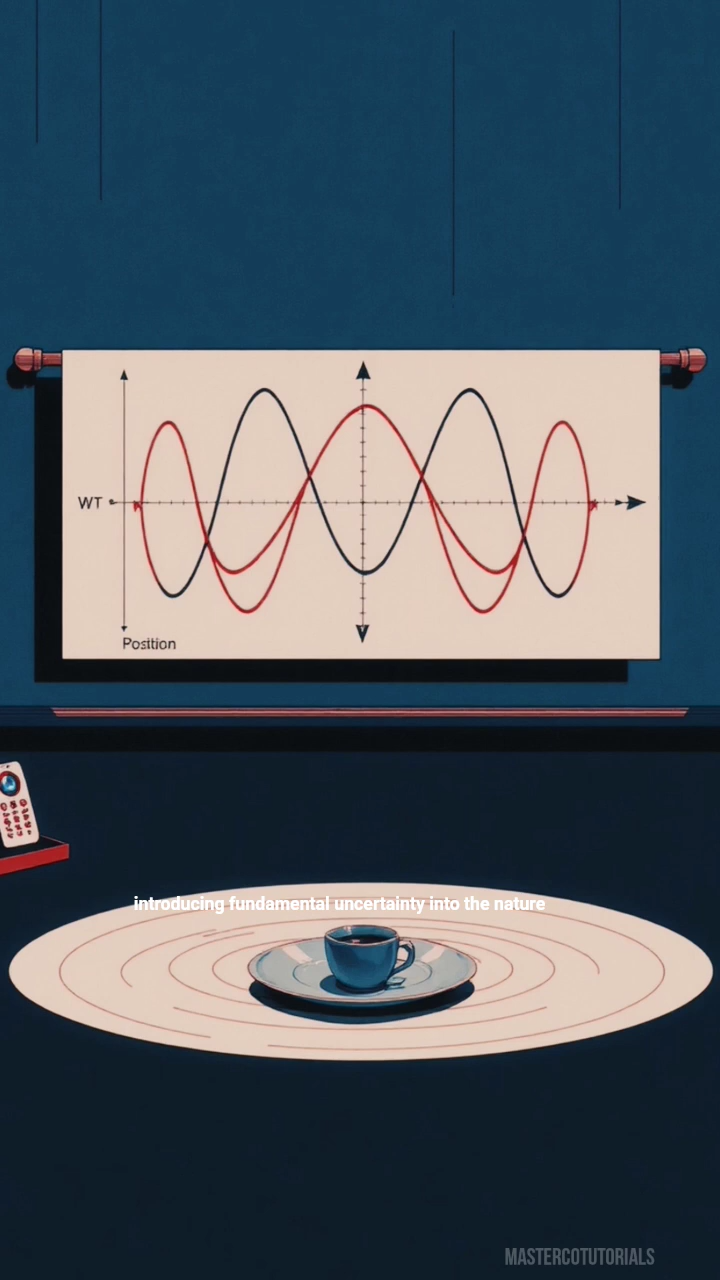 WT
Position
introducing fundamental uncertainty into the nature
MASTERCOTUTORIALS